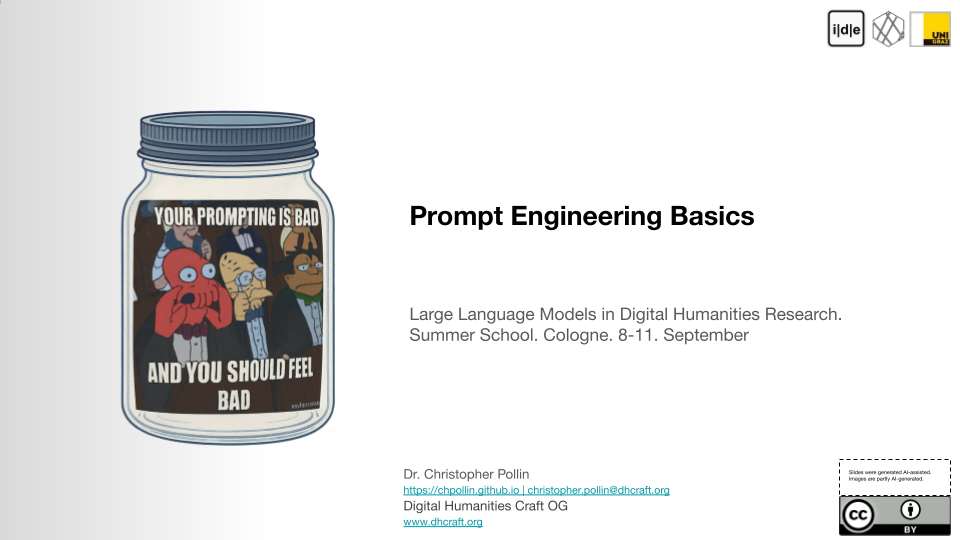 i|d|e
UNI
GRAZ
YOUR PROMPTING IS BAD
AND YOU SHOULD FEEL
BAD
Prompt Engineering Basics
Large Language Models in Digital Humanities Research.
Summer School. Cologne. 8-11. September
Dr. Christopher Pollin
https://chpollin.github.io | christopher.pollin@dhcraft.org
Digital Humanities Craft OG
www.dhcraft.org
Slides were generated AI-assisted.
Images are partly AI-generated.
CC
BY